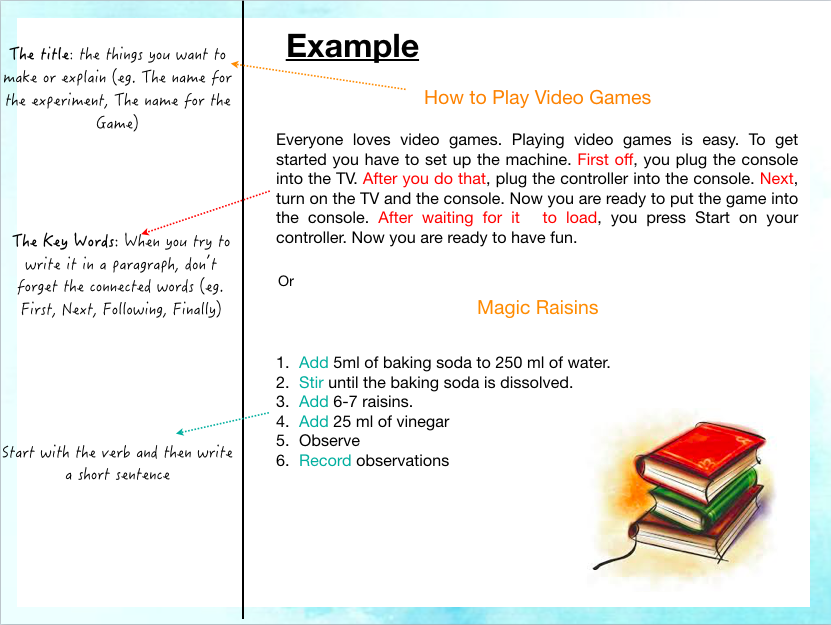 The title: the things you want to
make or explain (eg. The name for
the experiment, The name for the
Game)
The Key Words: When you try to
write it in a paragraph, don't
forget the connected words (eg.
First, Next, Following, Finally)
Start with the verb and then write
a short sentence
Example
How to Play Video Games
Everyone loves video games. Playing video games is easy. To get
started you have to set up the machine. First off, you plug the console
into the TV. After you do that, plug the controller into the console. Next,
turn on the TV and the console. Now you are ready to put the game into
the console. After waiting for it to load, you press Start on your
controller. Now you are ready to have fun.
Or
Magic Raisins
1. Add 5ml of baking soda to 250 ml of water.
2. Stir until the baking soda is dissolved.
3. Add 6-7 raisins.
4. Add 25 ml of vinegar
5. Observe
6. Record observations